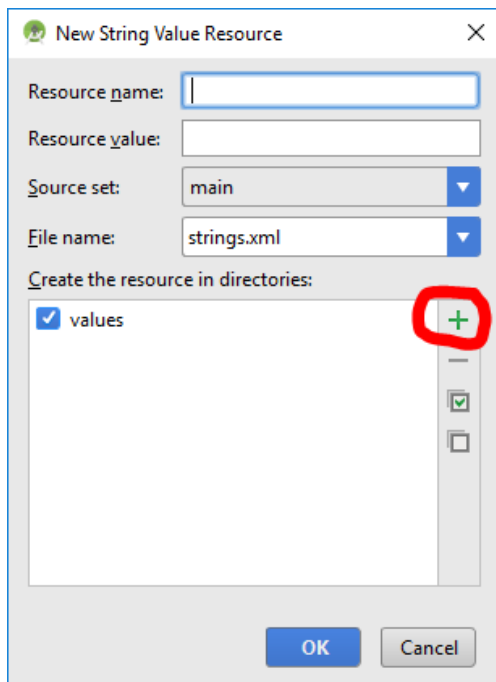 New String Value Resource
Resource name:
Resource value:
Source set: main
File name: strings.xml
Create the resource in directories:
values
OK Cancel